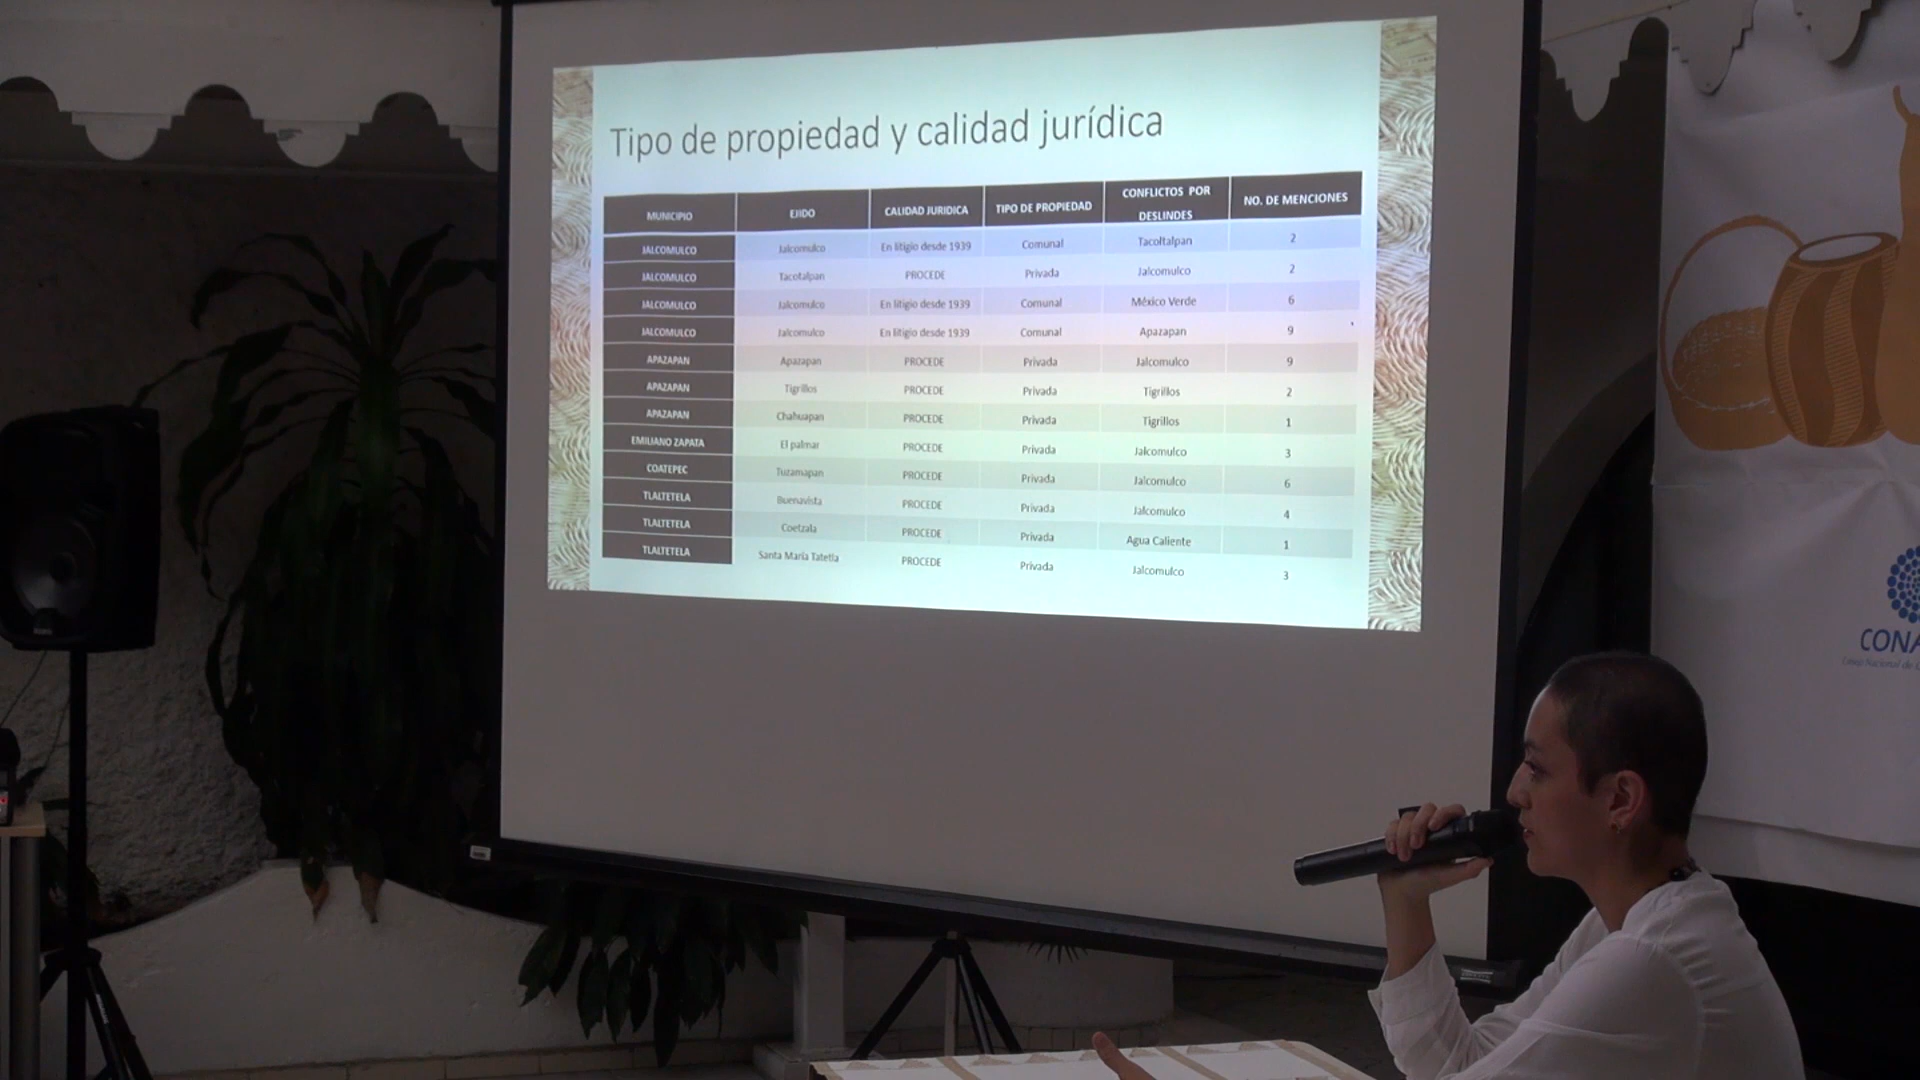 Tipo de propiedad y calidad jurídica
MUNICIPIO EJIDO CALIDAD JURIDICA TIPO DE PROPIEDAD CONFLICTOS POR DESLINDES NO. DE MENCIONES
JALCOMULCO Jalcomulco En litigio desde 1939 Comunal Tacoltalpan 2
JALCOMULCO Tacotalpan PROCEDE Privada Jalcomulco 2
JALCOMULCO Jalcomulco En litigio desde 1939 Comunal México Verde 6
JALCOMULCO Jalcomulco En litigio desde 1939 Comunal Apazapan 9
APAZAPAN Apazapan PROCEDE Privada Jalcomulco 9
APAZAPAN Tigrillos PROCEDE Privada Tigrillos 2
APAZAPAN Chahuapan PROCEDE Privada Tigrillos 1
EMILIANO ZAPATA El palmar PROCEDE Privada Jalcomulco 3
COATEPEC Tuzamapan PROCEDE Privada Jalcomulco 6
TLALTETELA Buenavista PROCEDE Privada Jalcomulco 4
TLALTETELA Coetzala PROCEDE Privada Agua Caliente 1
TLALTETELA Santa María Tatetla PROCEDE Privada Jalcomulco 3
CONA